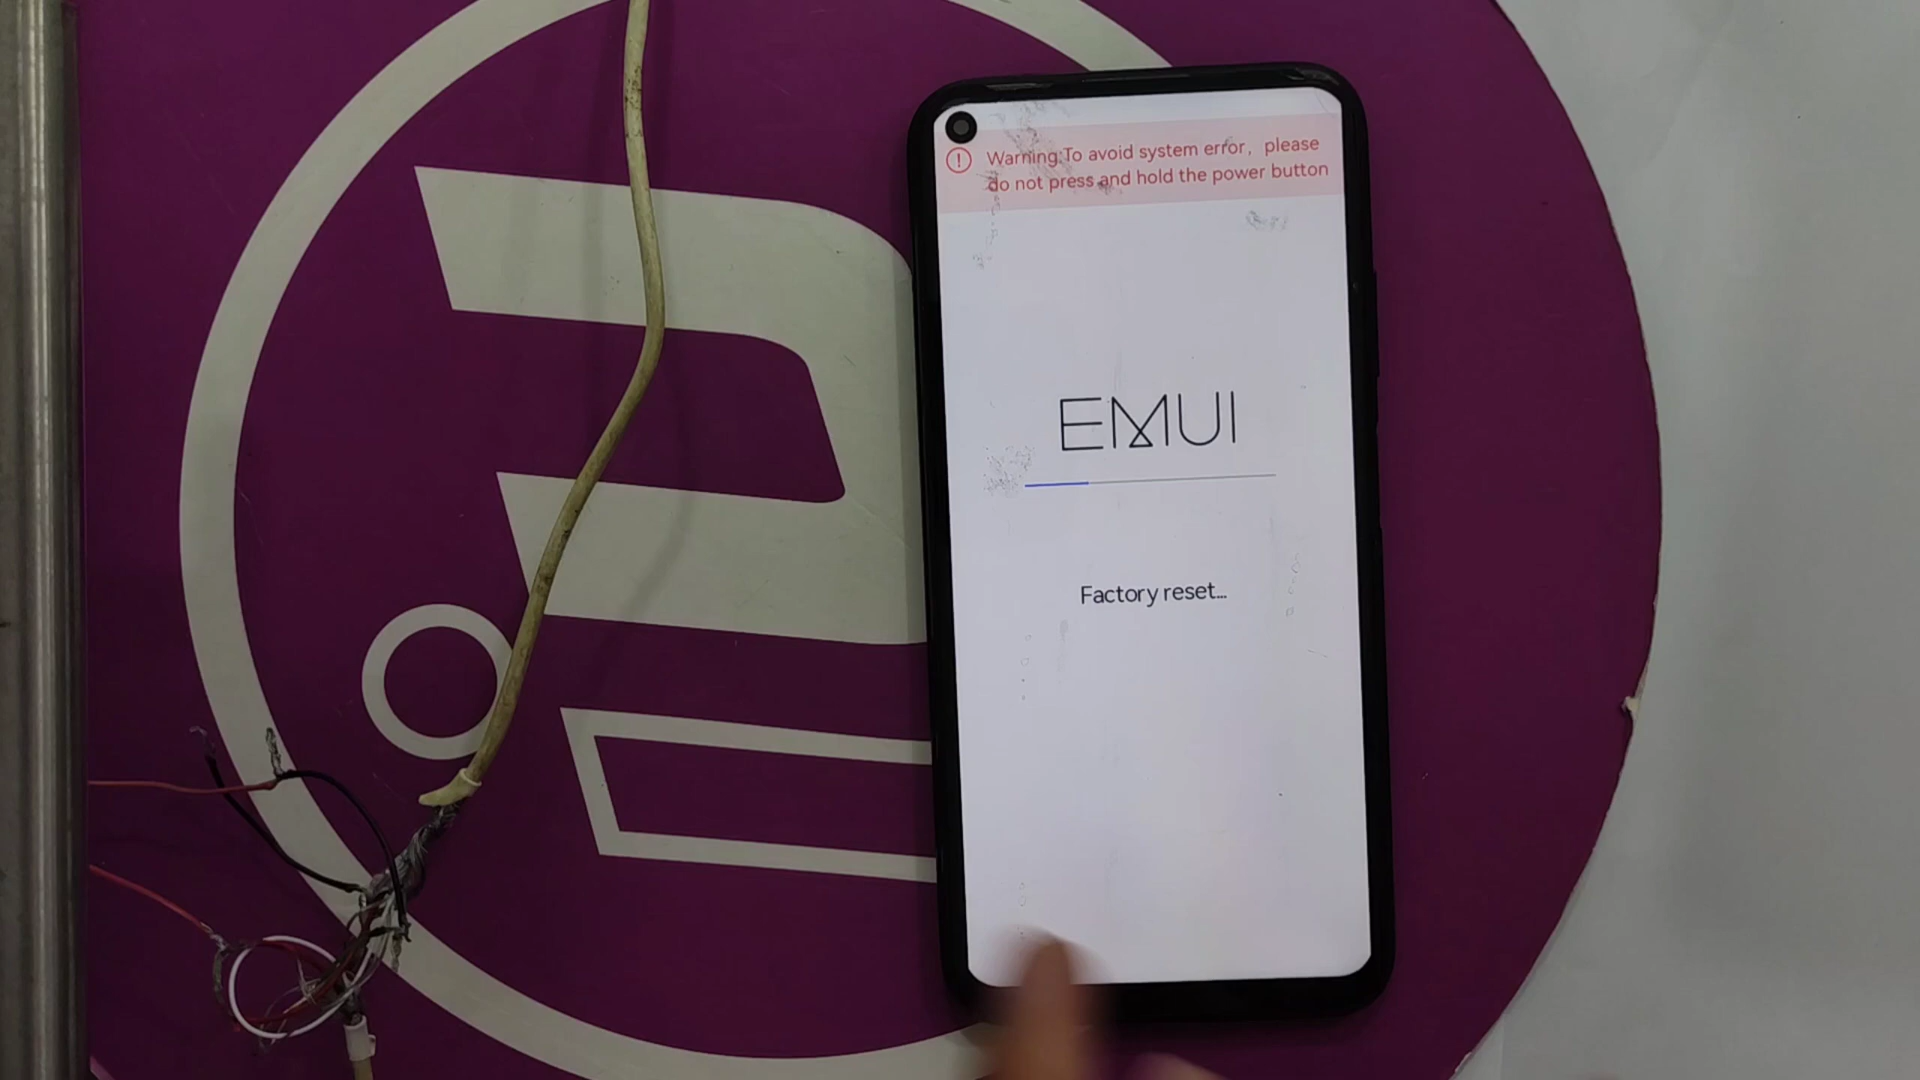 Warning:To avoid system error, please
do not press and hold the power button
EMUI
Factory reset...